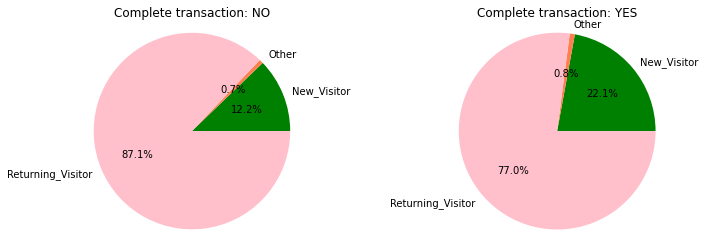 Complete transaction: NO
Other
0.7%
New_Visitor
12.2%
87.1%
Returning_Visitor
Complete transaction: YES
Other
0.8%
New_Visitor
22.1%
77.0%
Returning_Visitor